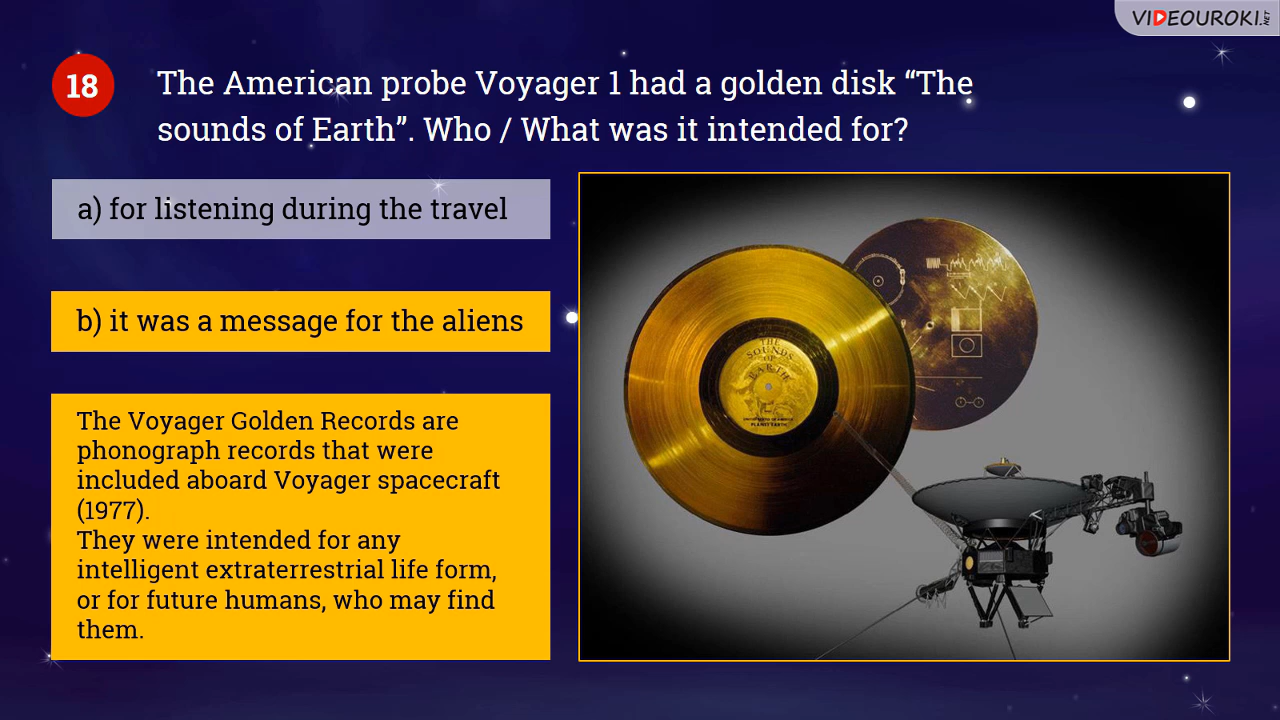 VIDEOUROKI.NET
18
The American probe Voyager 1 had a golden disk “The
sounds of Earth”. Who / What was it intended for?
a) for listening during the travel
b) it was a message for the aliens
The Voyager Golden Records are
phonograph records that were
included aboard Voyager spacecraft
(1977).
They were intended for any
intelligent extraterrestrial life form,
or for future humans, who may find
them.
THE
SOUNDS
OF
EARTH
PLANET EARTH